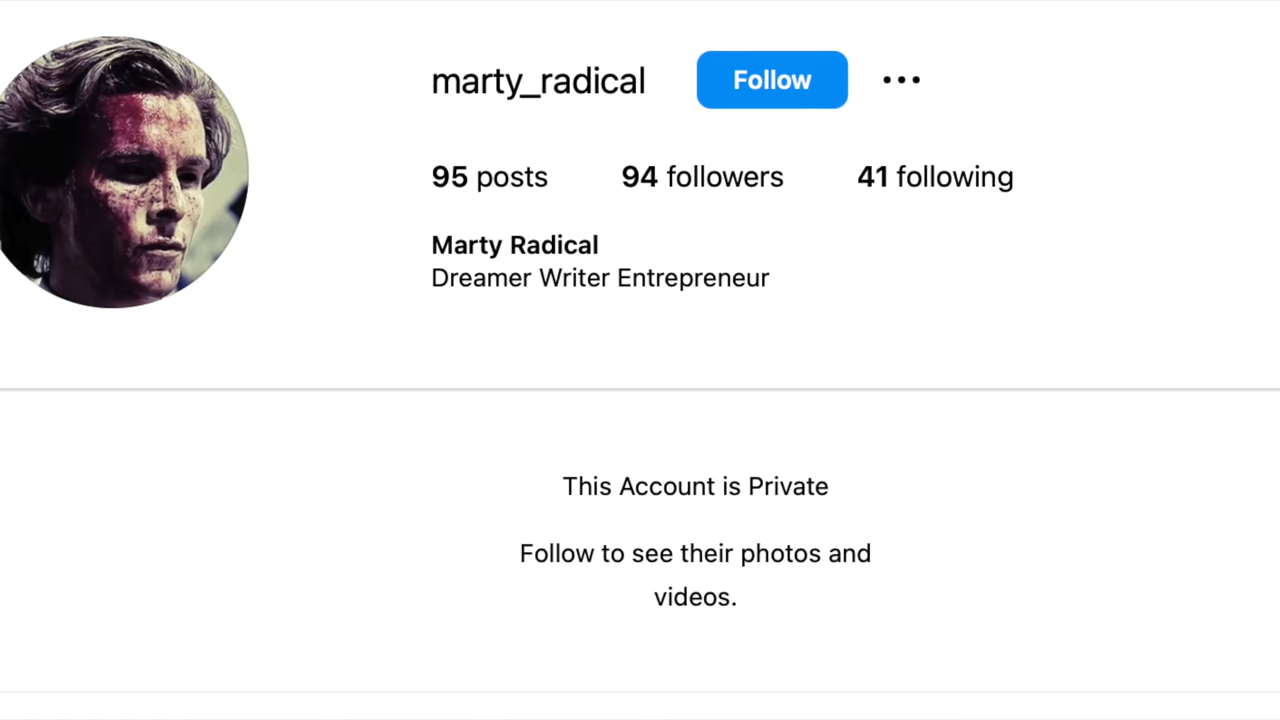 marty_radical Follow
95 posts 94 followers 41 following
Marty Radical
Dreamer Writer Entrepreneur
This Account is Private
Follow to see their photos and
videos.